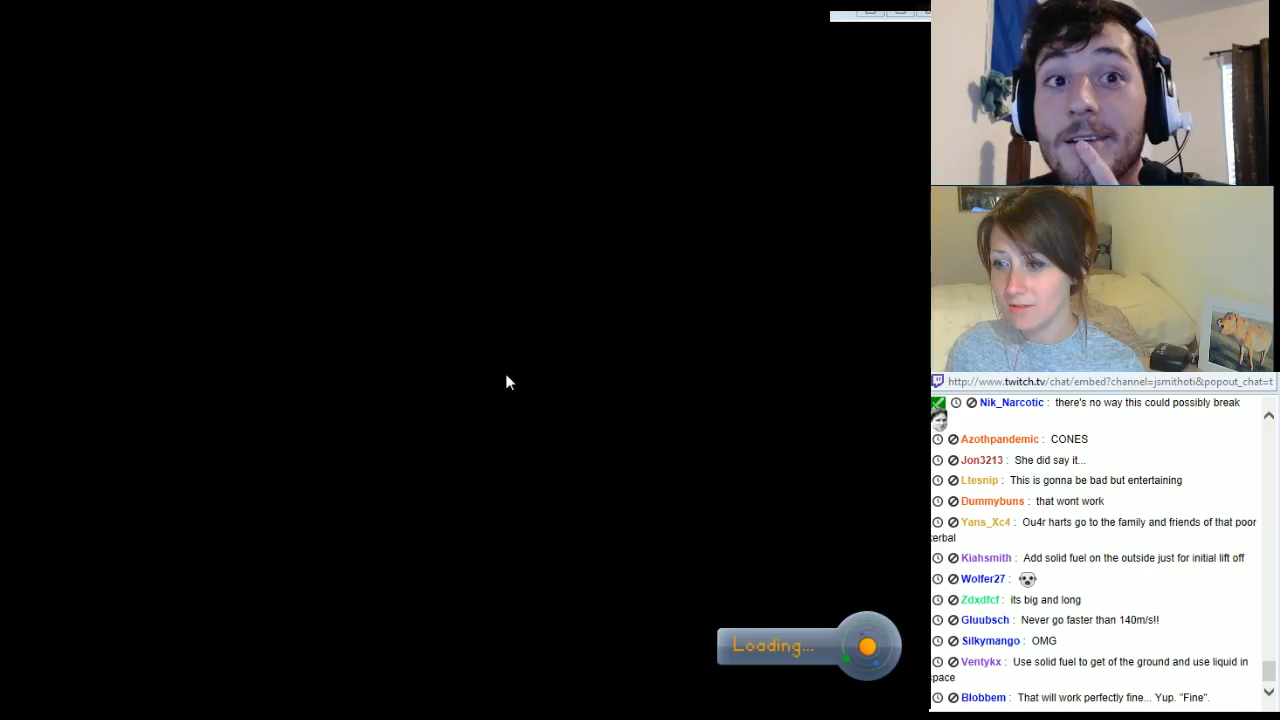 http://www.twitch.tv/chat/embed?channel=jsmithoti&popout_chat=t
Nik_Narcotic : there's no way this could possibly break
Azothpandemic : CONES
Jon3213 : She did say it...
Ltesnip : This is gonna be bad but entertaining
Dummybuns : that wont work
Yans_Xc4 : Ou4r harts go to the family and friends of that poor
kerbal
Kiahsmith : Add solid fuel on the outside just for initial lift off
Wolfer27 :
Zdxdfcf : its big and long
Gluubsch : Never go faster than 140m/s!!
Silkymango : OMG
Ventykx : Use solid fuel to get of the ground and use liquid in
space
Blobbem : That will work perfectly fine... Yup. "Fine".
Loading...